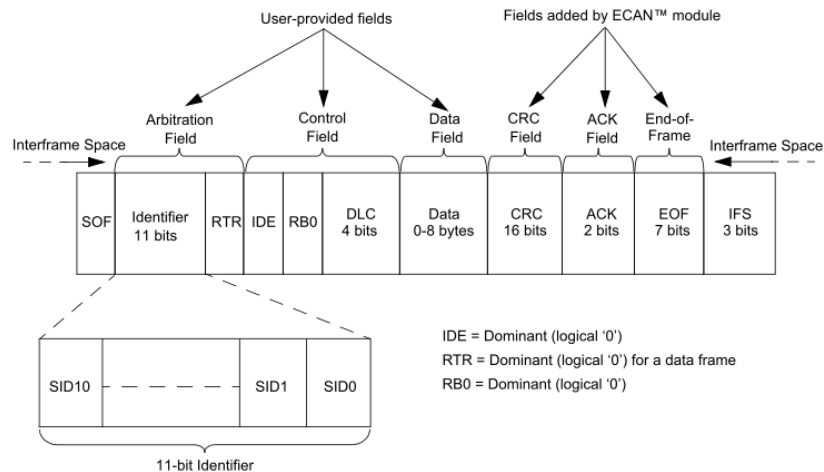 User-provided fields
Fields added by ECAN™ module
Interframe Space
Arbitration
Field
Control
Field
Data
Field
CRC
Field
ACK
Field
End-of-
Frame
Interframe Space
SOF
Identifier
11 bits
RTR
IDE
RB0
DLC
4 bits
Data
0-8 bytes
CRC
16 bits
ACK
2 bits
EOF
7 bits
IFS
3 bits
SID10
SID1
SID0
11-bit Identifier
IDE = Dominant (logical ‘0’)
RTR = Dominant (logical ‘0’) for a data frame
RB0 = Dominant (logical ‘0’)